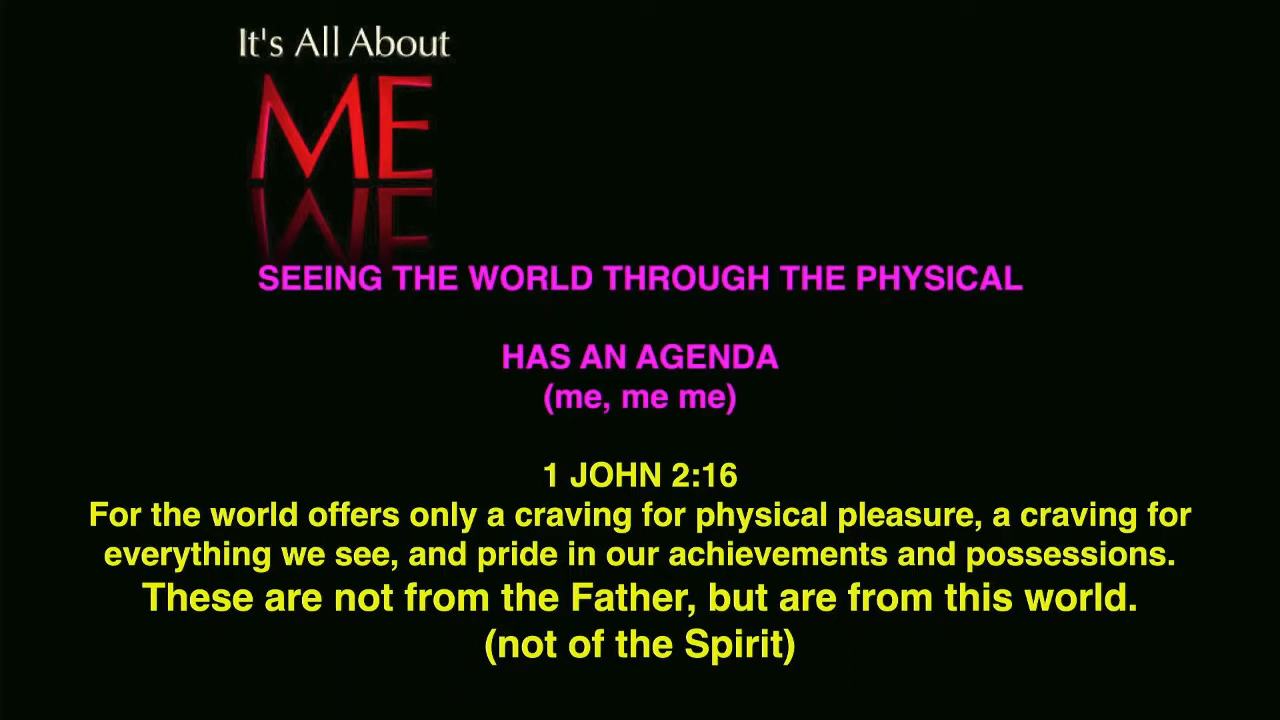 It's All About
ME
SEEING THE WORLD THROUGH THE PHYSICAL
HAS AN AGENDA
(me, me me)
1 JOHN 2:16
For the world offers only a craving for physical pleasure, a craving for
everything we see, and pride in our achievements and possessions.
These are not from the Father, but are from this world.
(not of the Spirit)